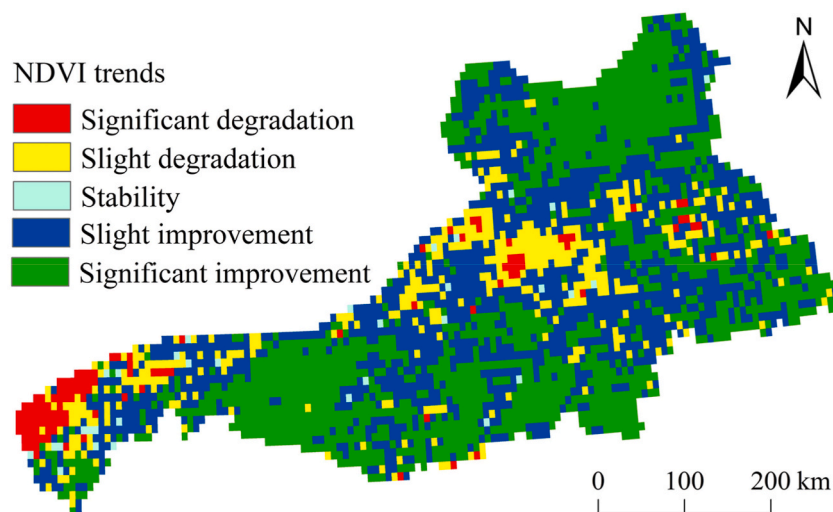 N
NDVI trends
Significant degradation
Slight degradation
Stability
Slight improvement
Significant improvement
0 100 200 km